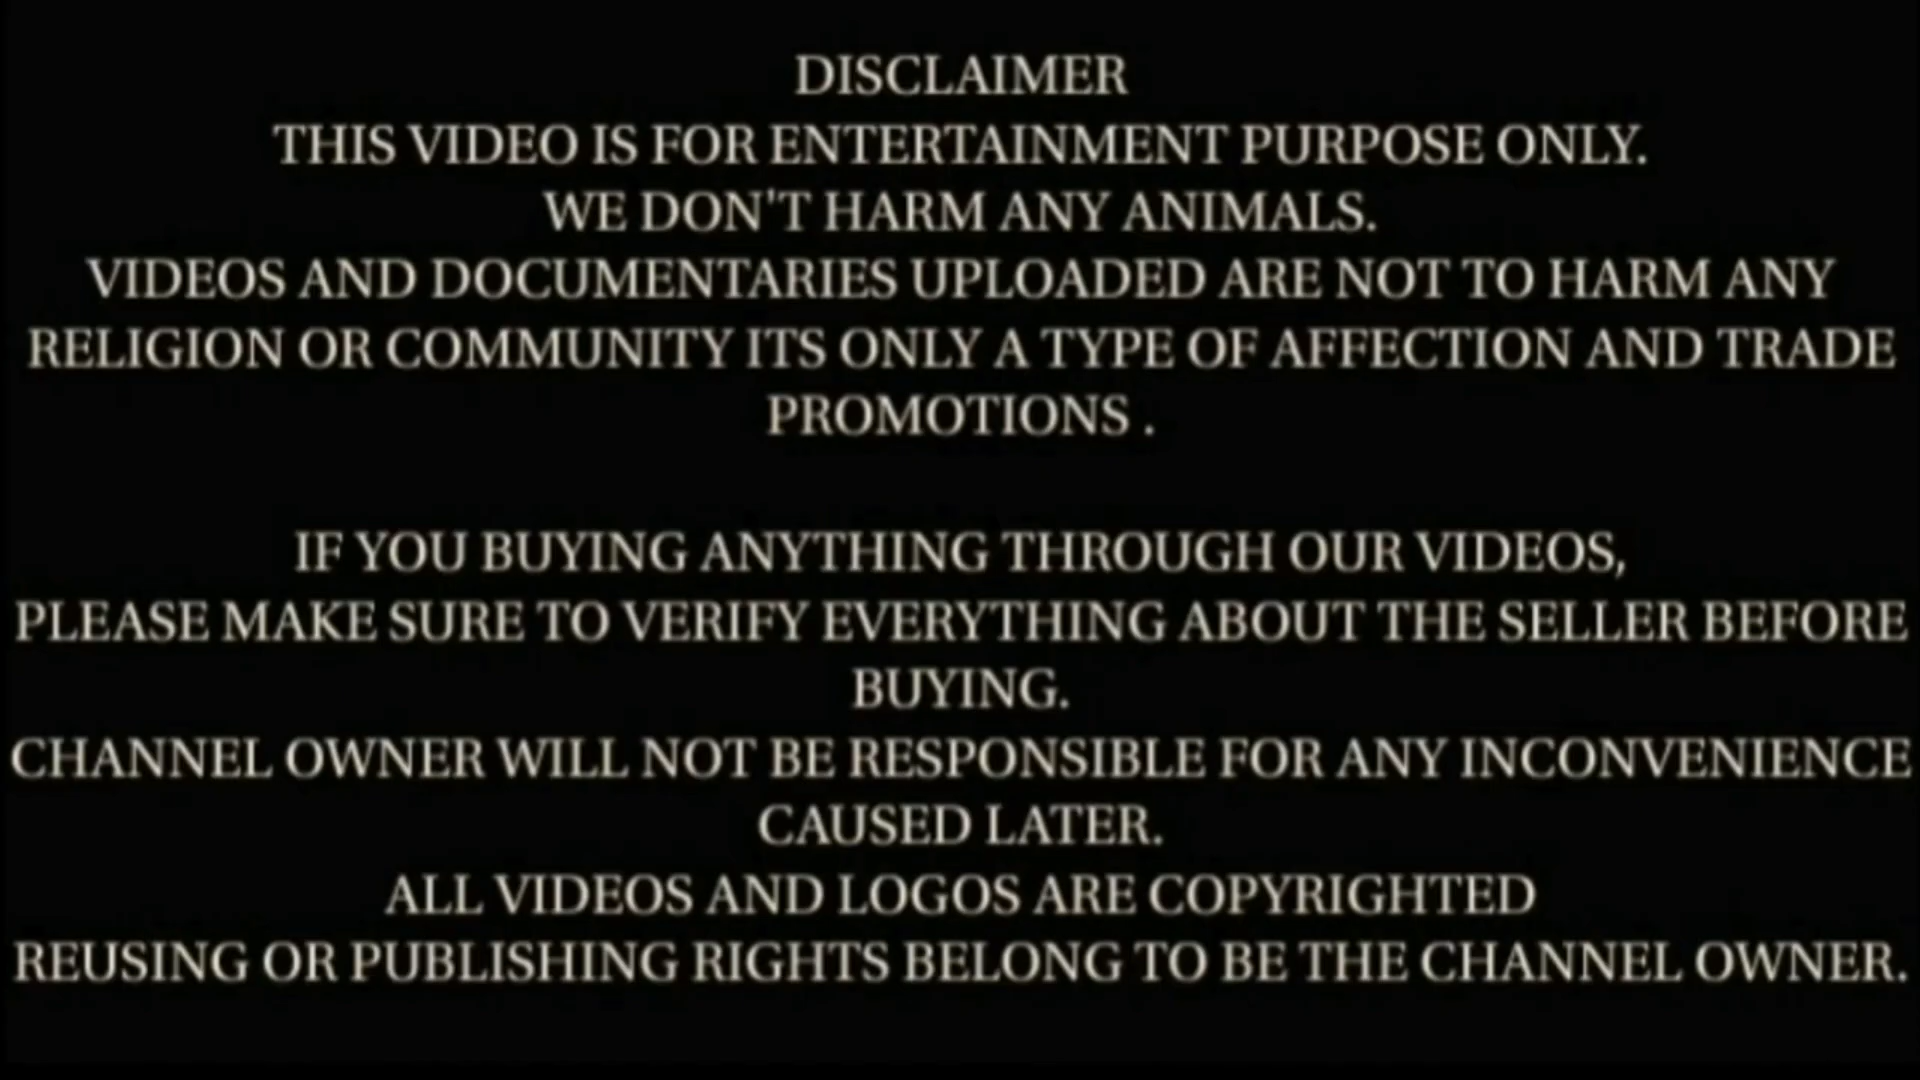 DISCLAIMER
THIS VIDEO IS FOR ENTERTAINMENT PURPOSE ONLY.
WE DON'T HARM ANY ANIMALS.
VIDEOS AND DOCUMENTARIES UPLOADED ARE NOT TO HARM ANY
RELIGION OR COMMUNITY ITS ONLY A TYPE OF AFFECTION AND TRADE
PROMOTIONS .
IF YOU BUYING ANYTHING THROUGH OUR VIDEOS,
PLEASE MAKE SURE TO VERIFY EVERYTHING ABOUT THE SELLER BEFORE
BUYING.
CHANNEL OWNER WILL NOT BE RESPONSIBLE FOR ANY INCONVENIENCE
CAUSED LATER.
ALL VIDEOS AND LOGOS ARE COPYRIGHTED
REUSING OR PUBLISHING RIGHTS BELONG TO BE THE CHANNEL OWNER.